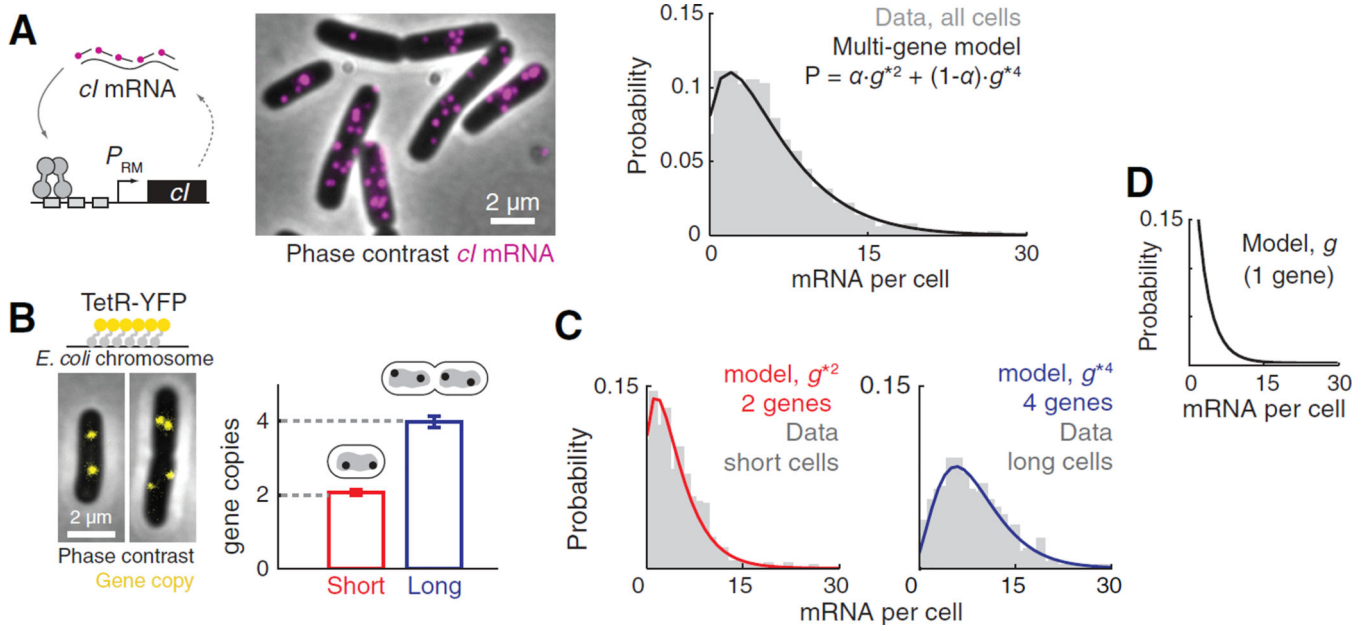 A
cI mRNA
P_RM
cI
2 µm
Phase contrast cI mRNA
0.15
0.1
0.05
0
Probability
Data, all cells
Multi-gene model
P = α·g*2 + (1-α)·g*4
0
15
30
mRNA per cell
B
TetR-YFP
E. coli chromosome
2 µm
Phase contrast
Gene copy
gene copies
4
2
0
Short
Long
C
0.15
Probability
model, g*2
2 genes
Data
short cells
0
15
30
0.15
model, g*4
4 genes
Data
long cells
0
15
30
mRNA per cell
D
0.15
Probability
Model, g
(1 gene)
0
15
30
mRNA per cell